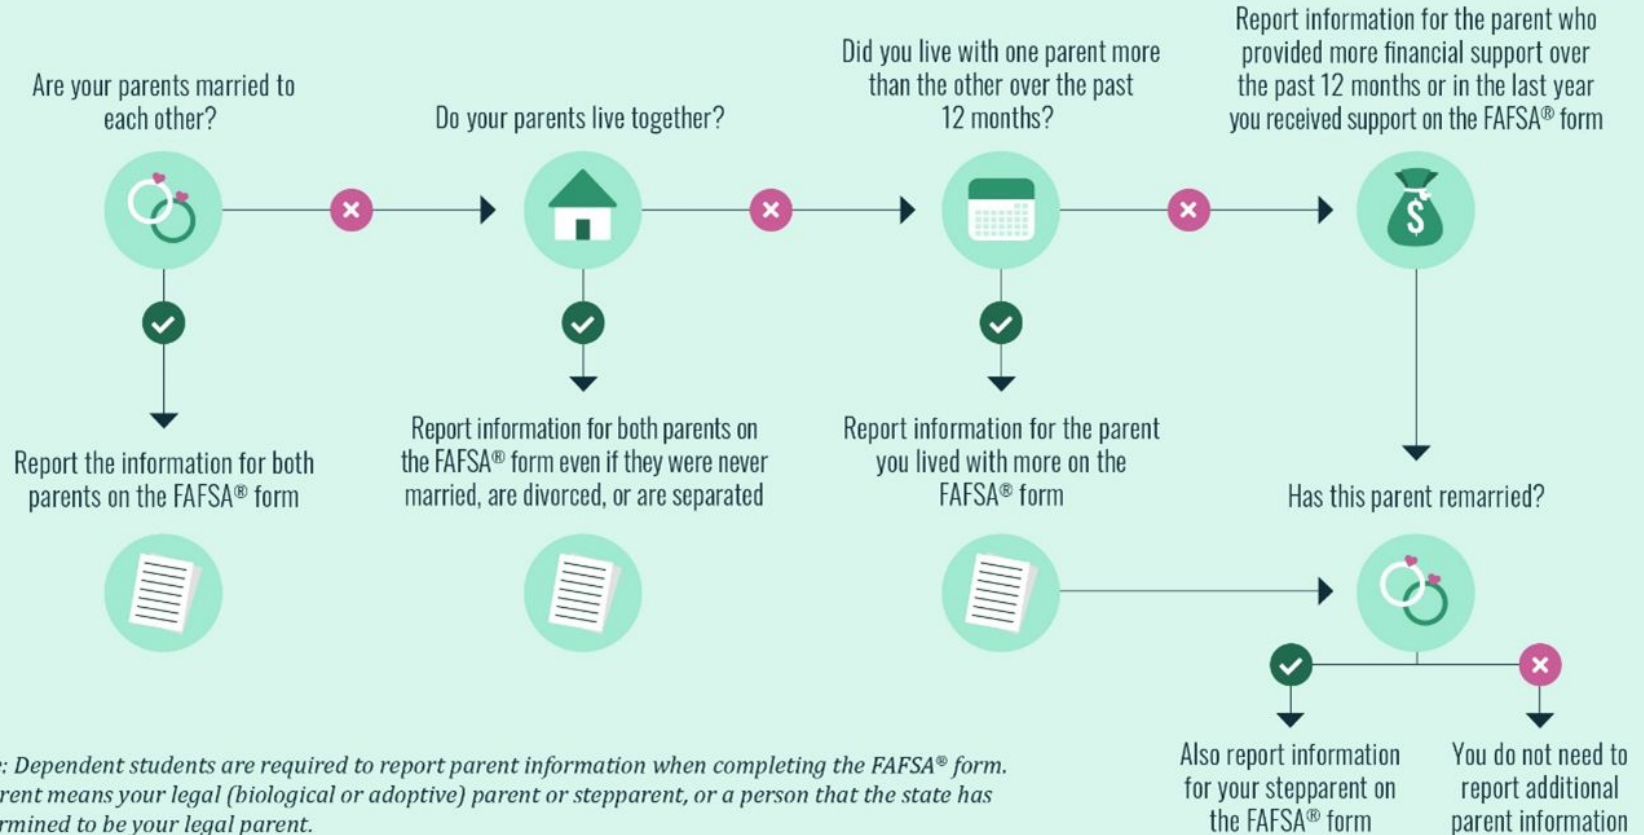 Are your parents married to
each other?
Do your parents live together?
Did you live with one parent more
than the other over the past
12 months?
Report information for the parent who
provided more financial support over
the past 12 months or in the last year
you received support on the FAFSA® form
$
Report the information for both
parents on the FAFSA® form
Report information for both parents on
the FAFSA® form even if they were never
married, are divorced, or are separated
Report information for the parent
you lived with more on the
FAFSA® form
Has this parent remarried?
Also report information
for your stepparent on
the FAFSA® form
You do not need to
report additional
parent information
: Dependent students are required to report parent information when completing the FAFSA® form.
rent means your legal (biological or adoptive) parent or stepparent, or a person that the state has
rmined to be your legal parent.